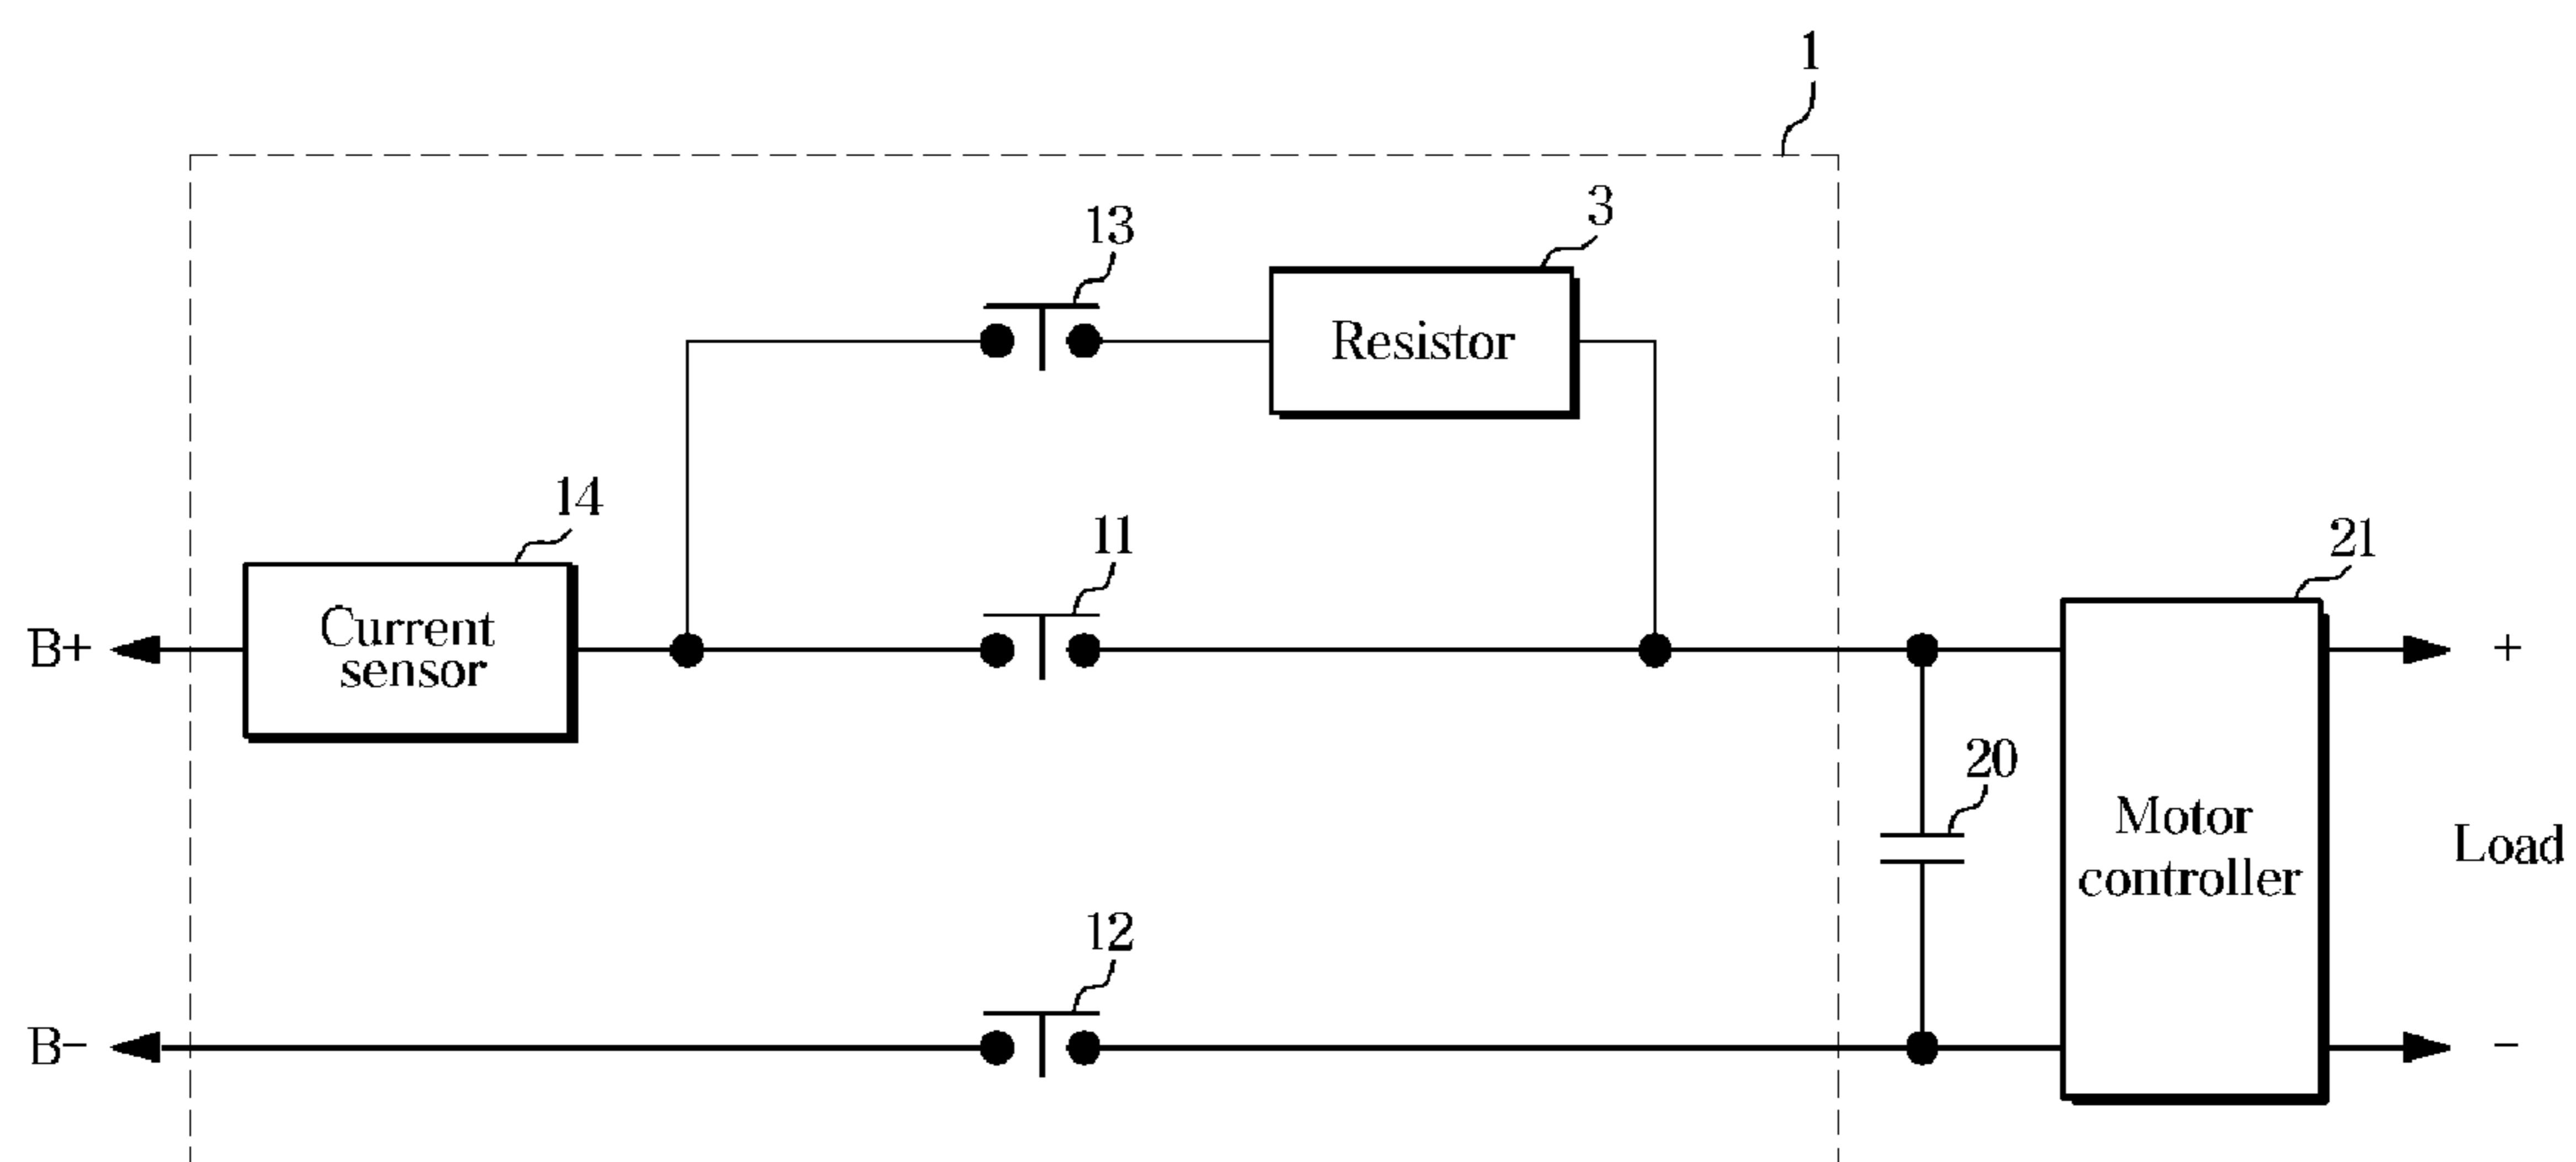 1
3
13
Resistor
14
11
21
B+
Current
sensor
+
20
Motor
controller
Load
12
B−
−